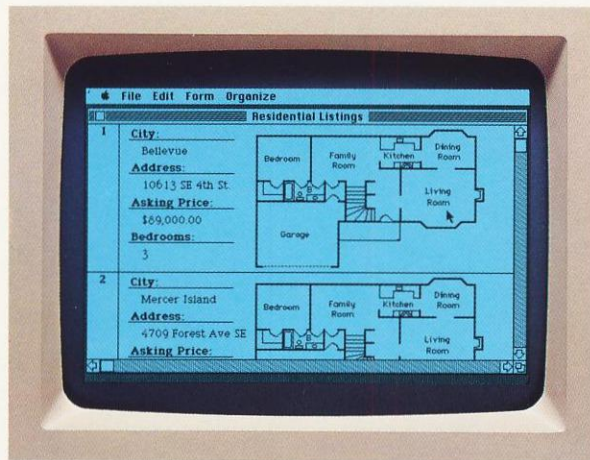 File Edit Form Organize
Residential Listings
1
City:
Bellevue
Address:
10613 SE 4th St.
Asking Price:
$89,000.00
Bedrooms:
3
Bedroom
Family
Room
Kitchen
Dining
Room
Living
Room
Garage
2
City:
Mercer Island
Address:
4709 Forest Ave SE
Asking Price:
Bedroom
Family
Room
Kitchen
Dining
Room
Living
Room